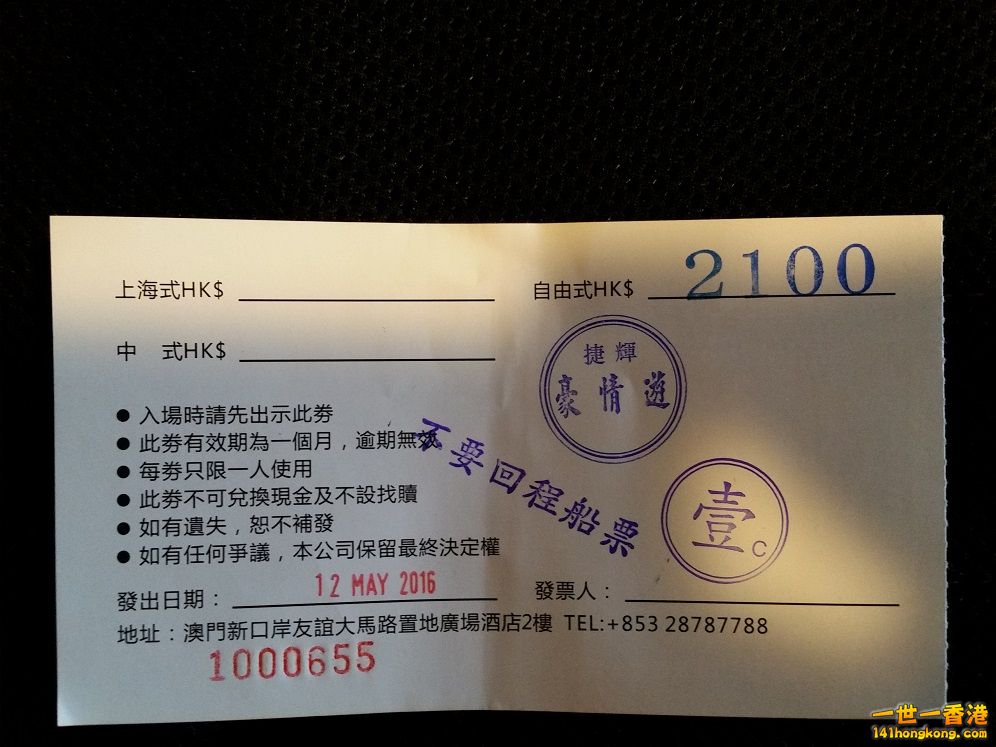 上海式HK$
自由式HK$ 2100
中 式HK$
捷輝
豪情遊
● 入場時請先出示此券
● 此券有效期為一個月，逾期無效
● 每券只限一人使用
● 此券不可兌換現金及不設找贖
● 如有遺失，恕不補發
● 如有任何爭議，本公司保留最終決定權
不要回程船票
壹
C
發出日期： 12 MAY 2016
發票人：
地址：澳門新口岸友誼大馬路置地廣場酒店2樓 TEL:+853 28787788
1000655
一世一香港
141hongkong.com